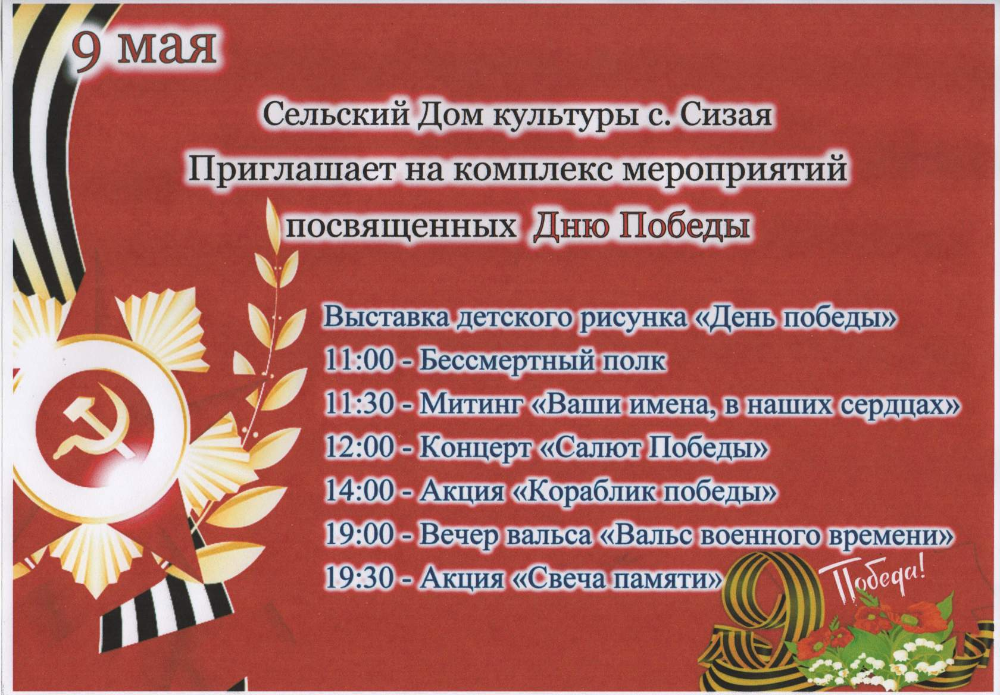 9 мая
Сельский Дом культуры с. Сизая
Приглашает на комплекс мероприятий
посвященных Дню Победы
Выставка детского рисунка «День победы»
11:00 - Бессмертный полк
11:30 - Митинг «Ваши имена, в наших сердцах»
12:00 - Концерт «Салют Победы»
14:00 - Акция «Кораблик победы»
19:00 - Вечер вальса «Вальс военного времени»
19:30 - Акция «Свеча памяти»
9 Победа!